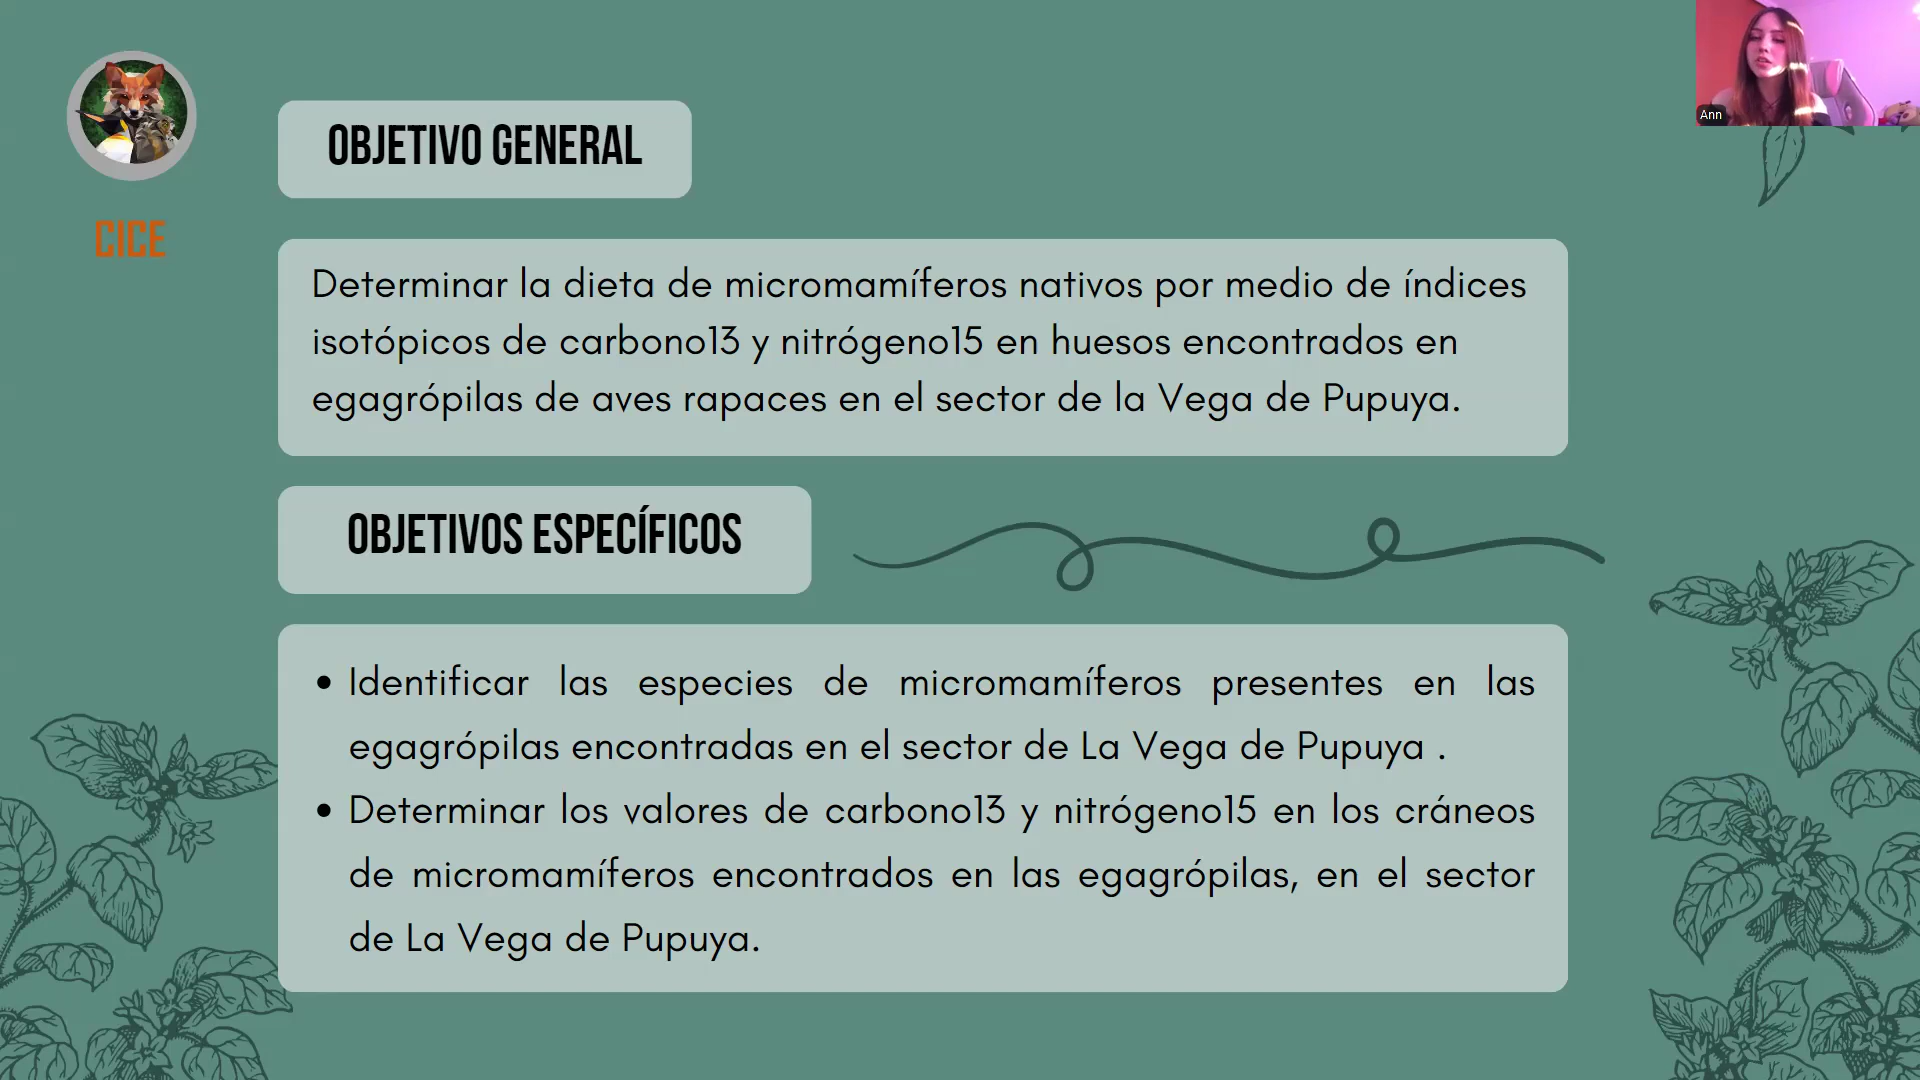 OBJETIVO GENERAL
Ann
CICE
Determinar la dieta de micromamíferos nativos por medio de índices
isotópicos de carbono13 y nitrógeno15 en huesos encontrados en
egagrópilas de aves rapaces en el sector de la Vega de Pupuya.
OBJETIVOS ESPECÍFICOS
• Identificar las especies de micromamíferos presentes en las
egagrópilas encontradas en el sector de La Vega de Pupuya .
• Determinar los valores de carbono13 y nitrógeno15 en los cráneos
de micromamíferos encontrados en las egagrópilas, en el sector
de La Vega de Pupuya.